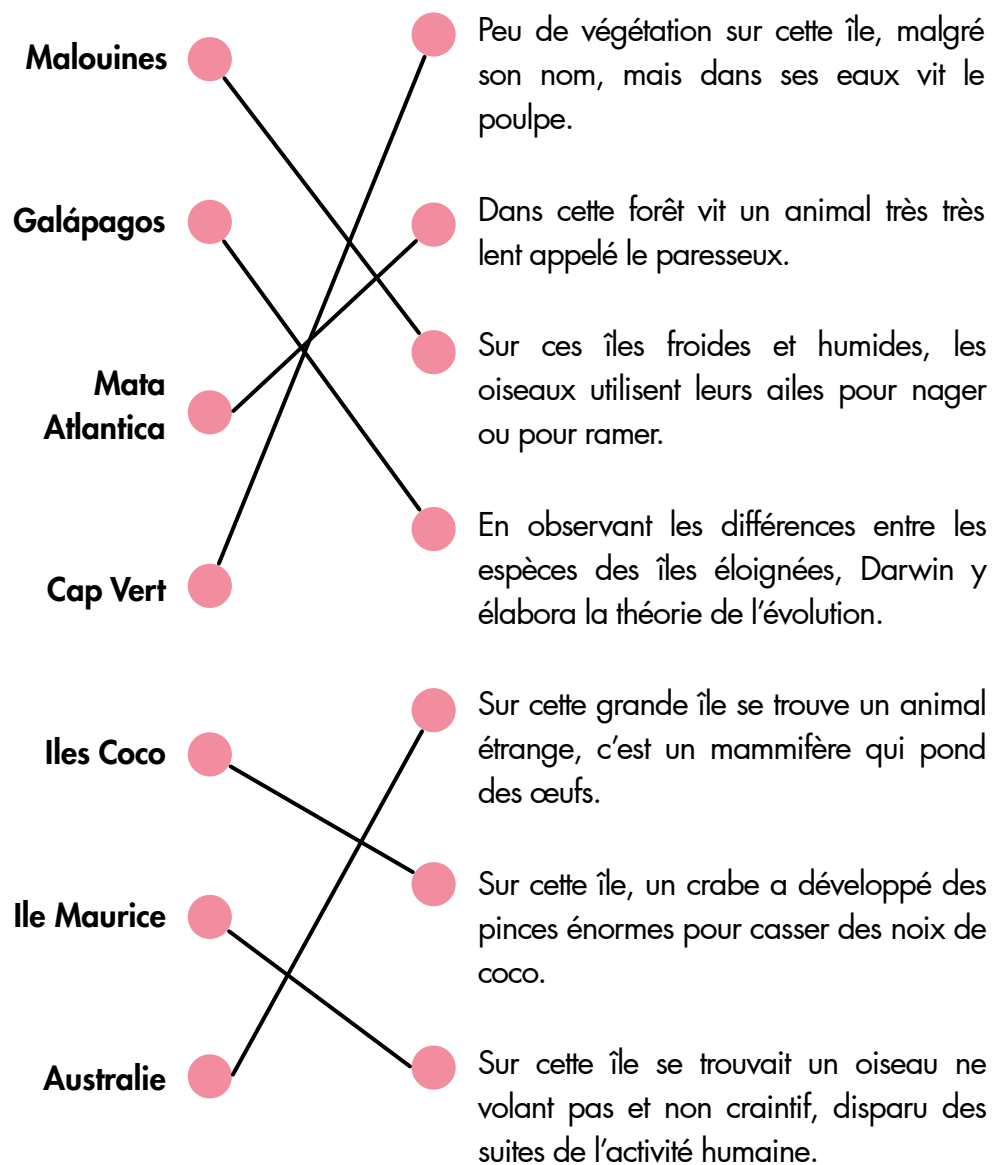 Malouines
Peu de végétation sur cette île, malgré
son nom, mais dans ses eaux vit le
poulpe.
Galápagos
Dans cette forêt vit un animal très très
lent appelé le paresseux.
Mata
Atlantica
Sur ces îles froides et humides, les
oiseaux utilisent leurs ailes pour nager
ou pour ramer.
Cap Vert
En observant les différences entre les
espèces des îles éloignées, Darwin y
élabora la théorie de l’évolution.
Iles Coco
Sur cette grande île se trouve un animal
étrange, c’est un mammifère qui pond
des œufs.
Ile Maurice
Sur cette île, un crabe a développé des
pinces énormes pour casser des noix de
coco.
Australie
Sur cette île se trouvait un oiseau ne
volant pas et non craintif, disparu des
suites de l’activité humaine.